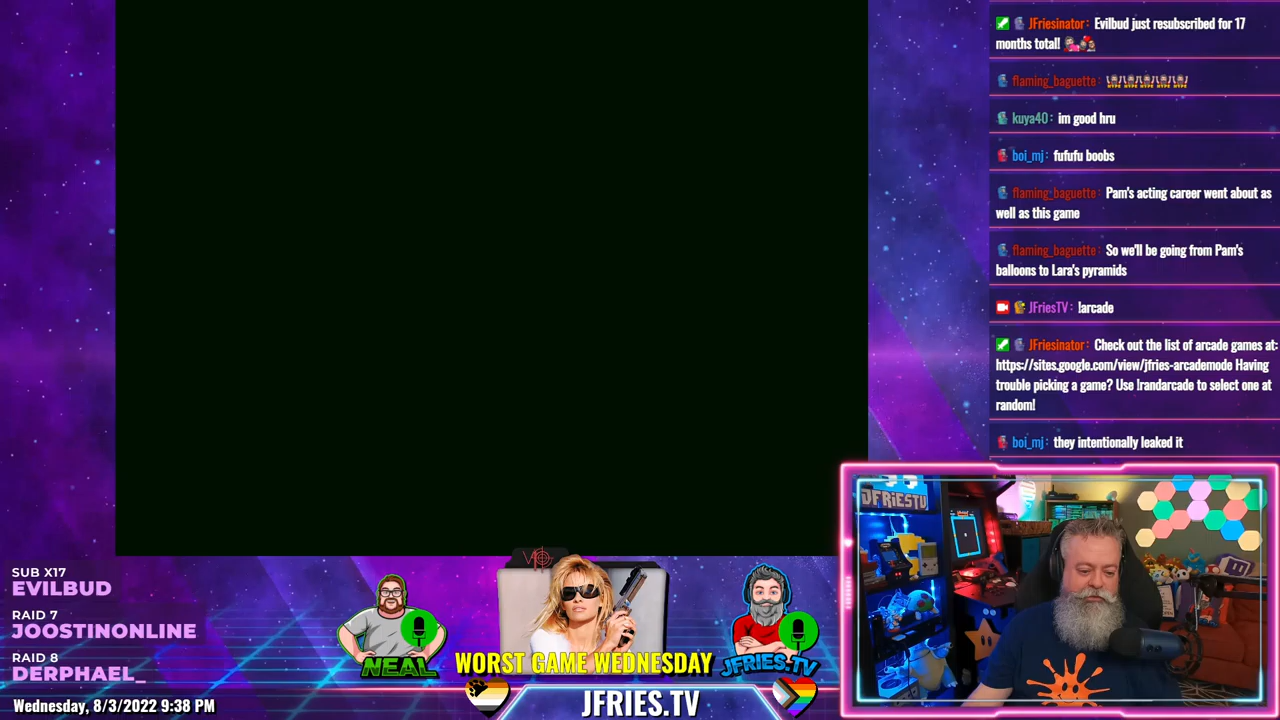 JFriesinator: Evilbud just resubscribed for 17
months total!
flaming_baguette:
kuya40: im good hru
boi_mj: fufufu boobs
flaming_baguette: Pam's acting career went about as
well as this game
flaming_baguette: So we'll be going from Pam's
balloons to Lara's pyramids
JFriesTV: !arcade
JFriesinator: Check out the list of arcade games at:
https://sites.google.com/view/jfries-arcademode Having
trouble picking a game? Use !randarcade to select one at
random!
boi_mj: they intentionally leaked it
JFRIESTV
SUB X17
EVILBUD
RAID 7
JOOSTINONLINE
RAID 8
DERPHAEL_
Wednesday, 8/3/2022 9:38 PM
NEAL
WORST GAME WEDNESDAY
JFRIES.TV
JFRIES.TV